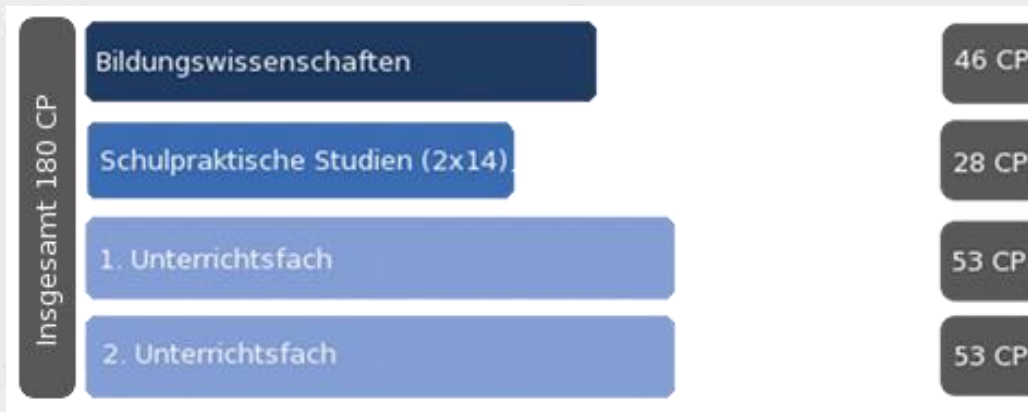 Insgesamt 180 CP
Bildungswissenschaften
46 CP
Schulpraktische Studien (2x14)
28 CP
1. Unterrichtsfach
53 CP
2. Unterrichtsfach
53 CP